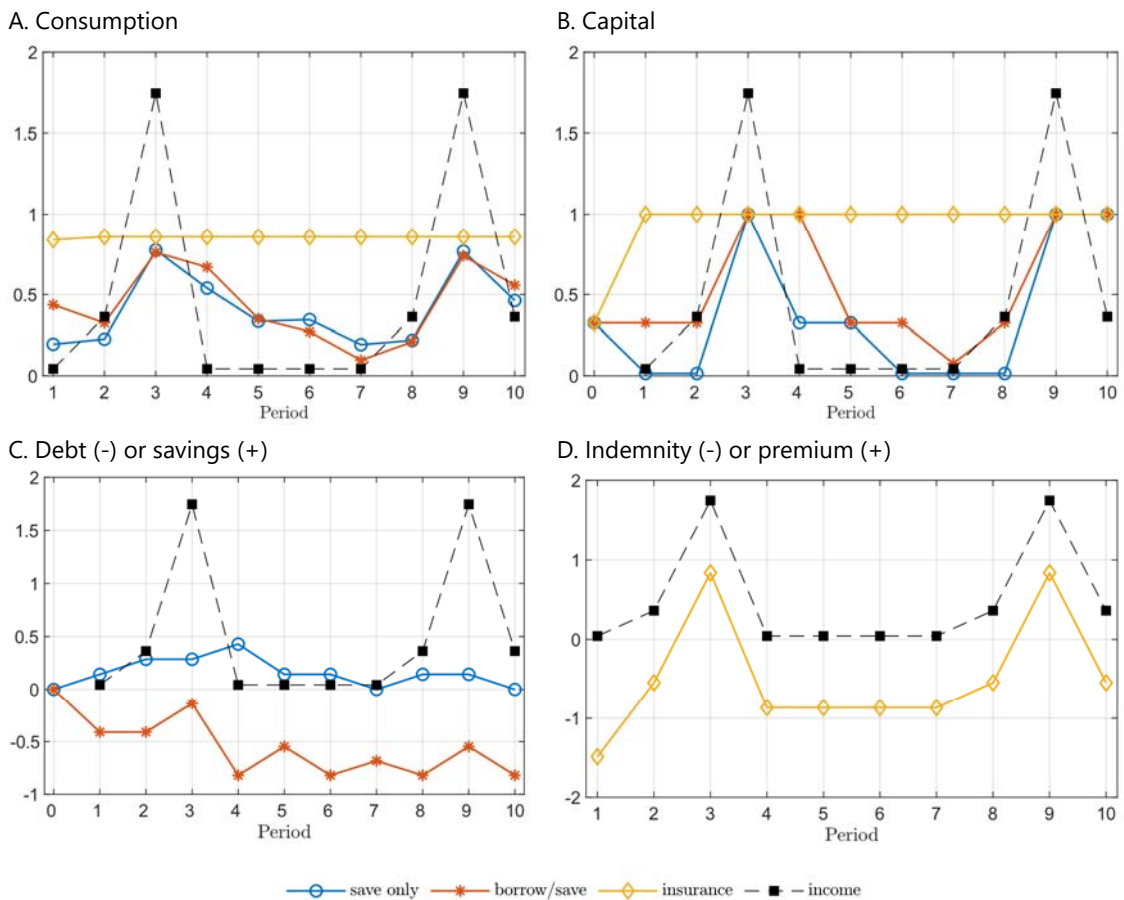 A. Consumption
2
1.5
1
0.5
0
1 2 3 4 5 6 7 8 9 10
Period
B. Capital
2
1.5
1
0.5
0
0 1 2 3 4 5 6 7 8 9 10
Period
C. Debt (-) or savings (+)
2
1.5
1
0.5
0
-0.5
-1
0 1 2 3 4 5 6 7 8 9 10
Period
D. Indemnity (-) or premium (+)
2
1
0
-1
-2
1 2 3 4 5 6 7 8 9 10
Period
save only borrow/save insurance income